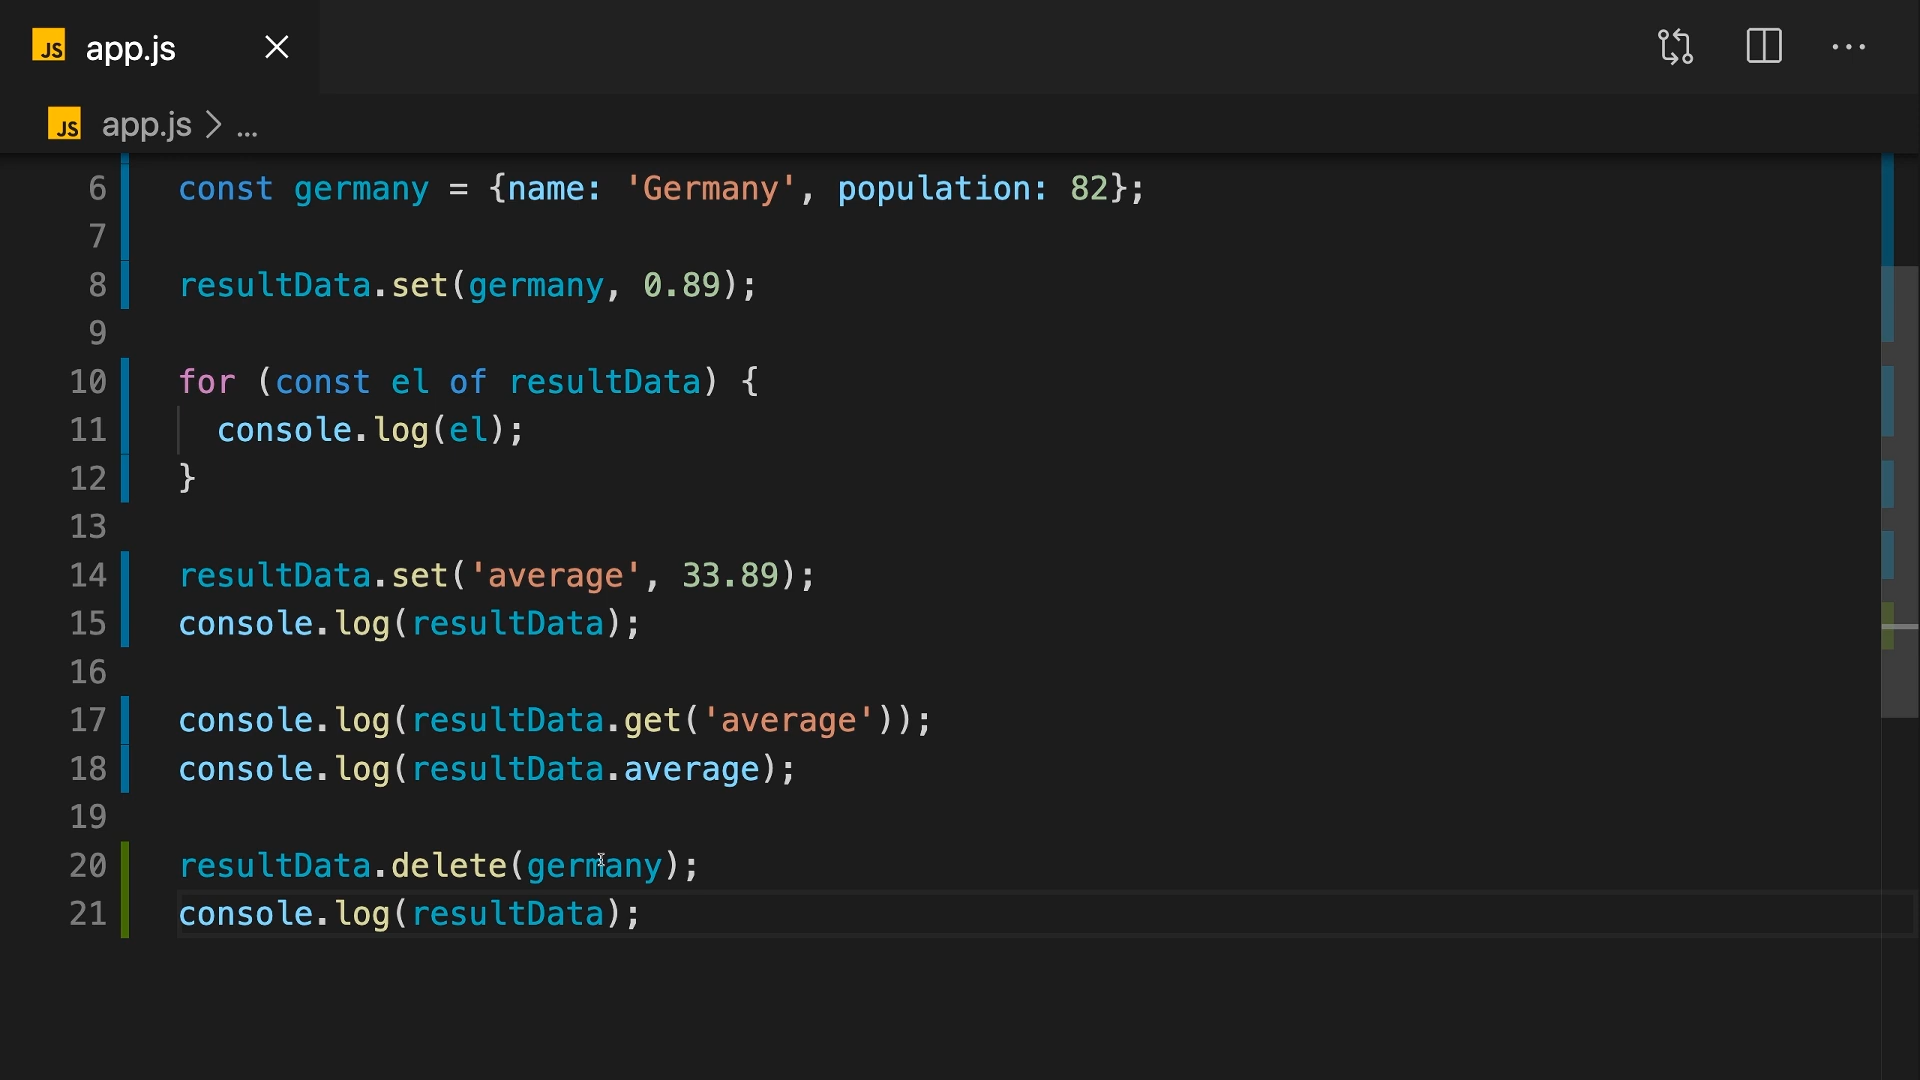 JS app.js
JS app.js > ...
6 const germany = {name: 'Germany', population: 82};
7
8 resultData.set(germany, 0.89);
9
10 for (const el of resultData) {
11 console.log(el);
12 }
13
14 resultData.set('average', 33.89);
15 console.log(resultData);
16
17 console.log(resultData.get('average'));
18 console.log(resultData.average);
19
20 resultData.delete(germany);
21 console.log(resultData);